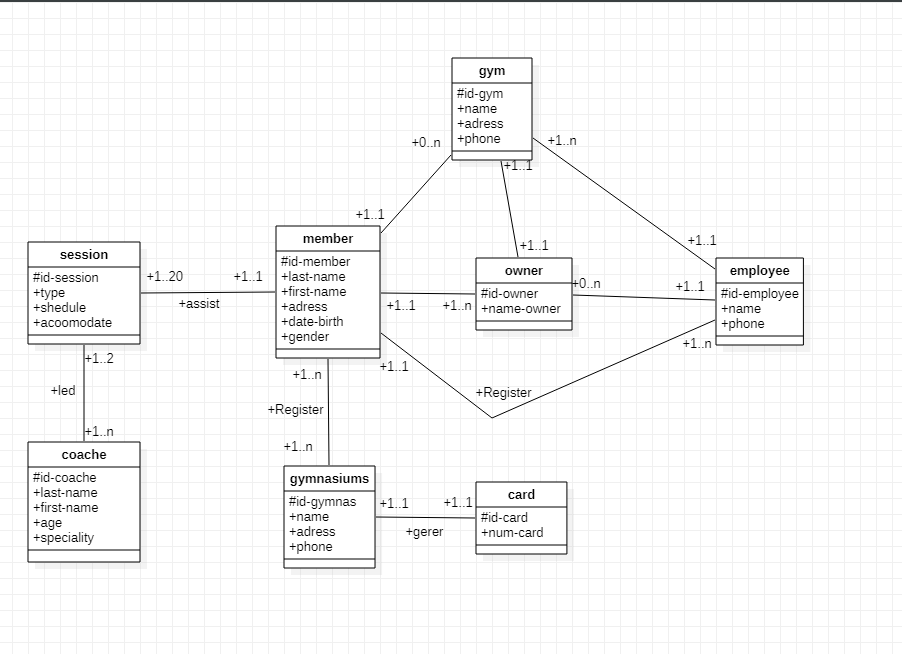 gym
#id-gym
+name
+adress
+phone
+0..n
+1..n
+1..1
+1..1
+1..1
+1..1
member
#id-member
+last-name
+first-name
+adress
+date-birth
+gender
session
#id-session
+type
+shedule
+acoomodate
+1..20
+1..1
+assist
owner
#id-owner
+name-owner
+1..1
+1..n
+0..n
+1..1
employee
#id-employee
+name
+phone
+1..n
+1..1
+Register
+1..2
+led
+1..n
coache
#id-coache
+last-name
+first-name
+age
+speciality
+1..n
+Register
+1..n
gymnasiums
#id-gymnas
+name
+adress
+phone
+1..1
+1..1
+gerer
card
#id-card
+num-card